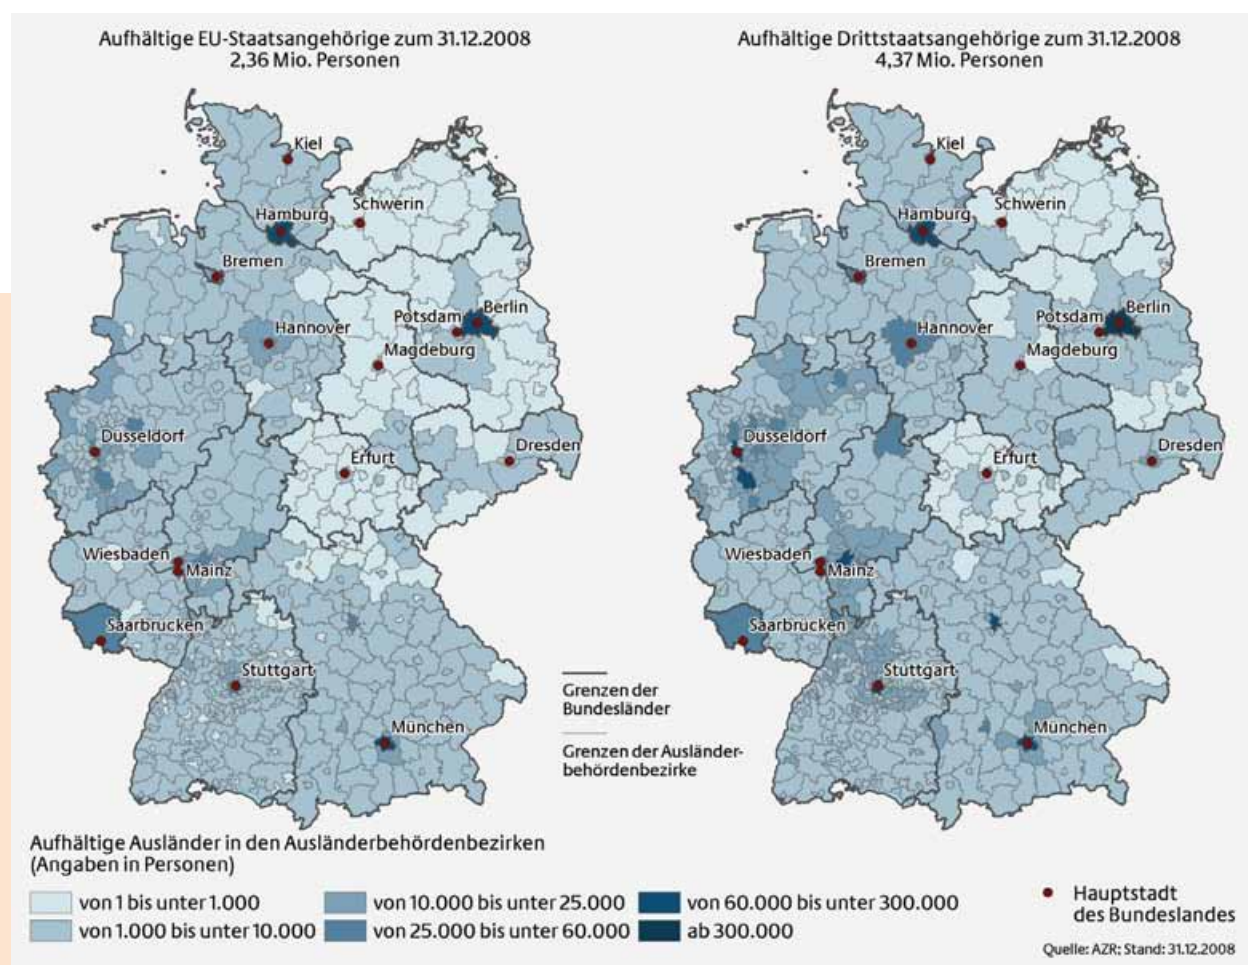 Aufhältige EU-Staatsangehörige zum 31.12.2008
2,36 Mio. Personen
Aufhältige Drittstaatsangehörige zum 31.12.2008
4,37 Mio. Personen
Kiel
Schwerin
Hamburg
Bremen
Berlin
Potsdam
Hannover
Magdeburg
Düsseldorf
Dresden
Erfurt
Wiesbaden
Mainz
Saarbrücken
Stuttgart
München
Kiel
Schwerin
Hamburg
Bremen
Berlin
Potsdam
Hannover
Magdeburg
Düsseldorf
Dresden
Erfurt
Wiesbaden
Mainz
Saarbrücken
Stuttgart
München
Grenzen der
Bundesländer
Grenzen der Ausländer-
behördenbezirke
Aufhältige Ausländer in den Ausländerbehördenbezirken
(Angaben in Personen)
von 1 bis unter 1.000
von 10.000 bis unter 25.000
von 60.000 bis unter 300.000
von 1.000 bis unter 10.000
von 25.000 bis unter 60.000
ab 300.000
Hauptstadt
des Bundeslandes
Quelle: AZR; Stand: 31.12.2008